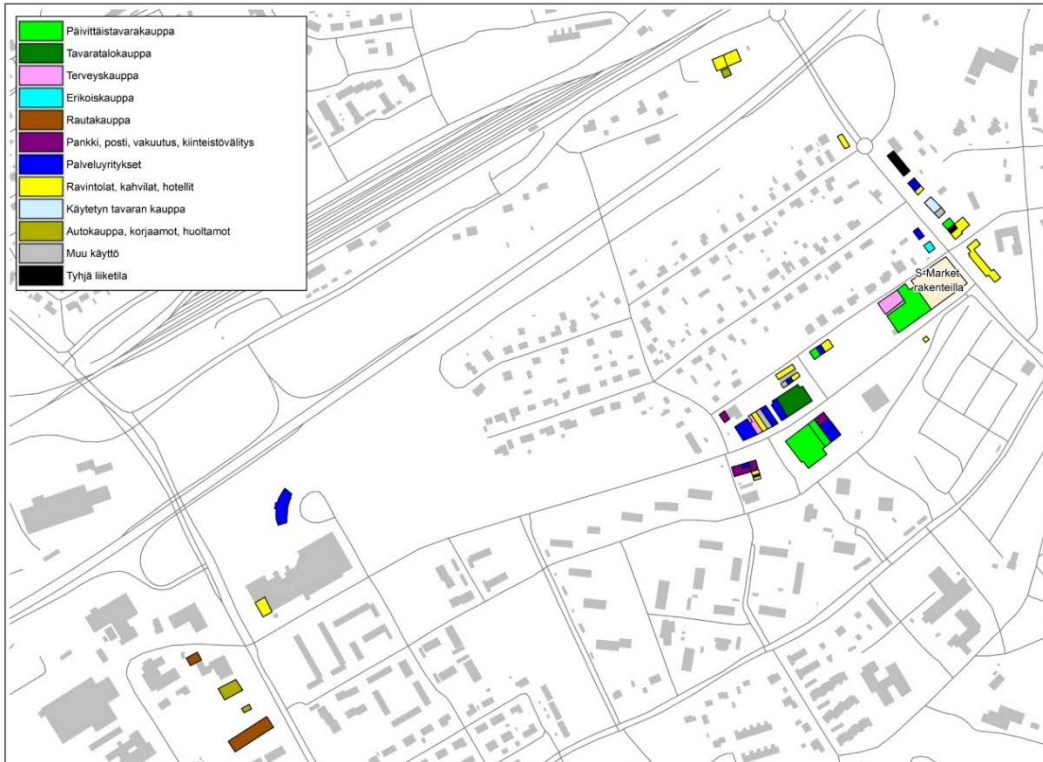 Päivittäistavarakauppa
Tavaratalokauppa
Terveyskauppa
Erikoiskauppa
Rautakauppa
Pankki, posti, vakuutus, kiinteistövälitys
Palveluyritykset
Ravintolat, kahvilat, hotellit
Käytetyn tavaran kauppa
Autokauppa, korjaamot, huoltamot
Muu käyttö
Tyhjä liiketila
S-Market
rakenteilla